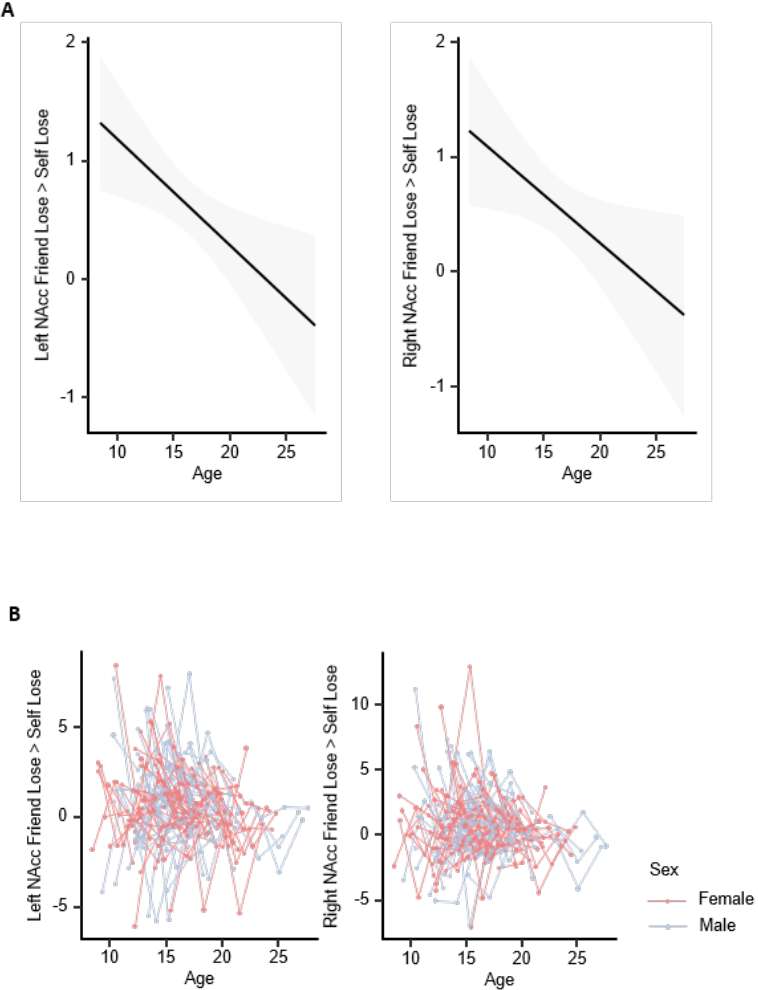 A
Left NAcc Friend Lose > Self Lose
2
1
0
-1
10 15 20 25
Age
Right NAcc Friend Lose > Self Lose
2
1
0
-1
10 15 20 25
Age
B
Left NAcc Friend Lose > Self Lose
5
0
-5
10 15 20 25
Age
Right NAcc Friend Lose > Self Lose
10
5
0
-5
10 15 20 25
Age
Sex
Female
Male